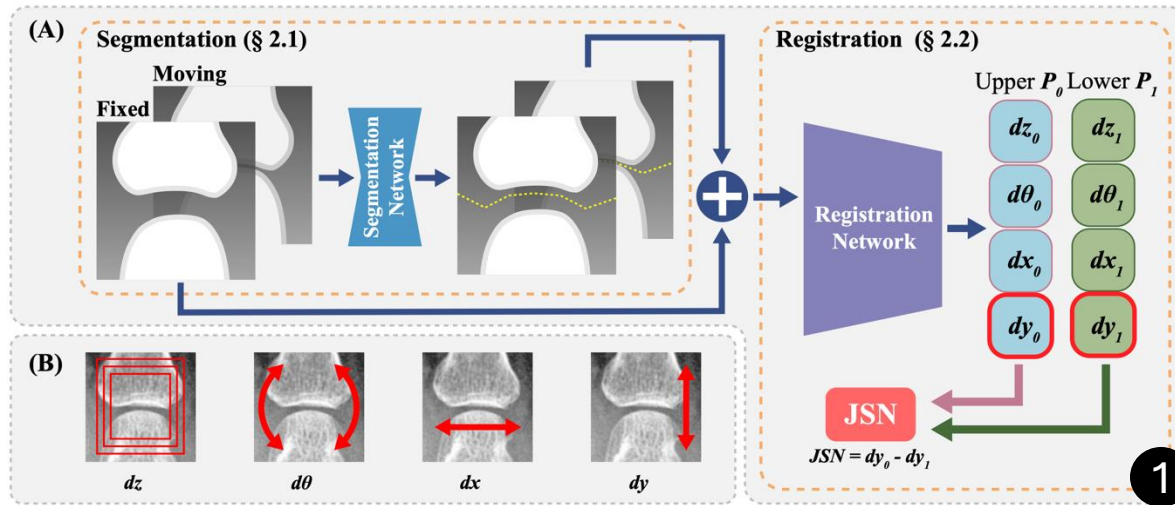 (A)
Segmentation (§ 2.1)
Moving
Fixed
Segmentation
Network
Registration (§ 2.2)
Upper P₀ Lower P₁
dz₀ dz₁
dθ₀ dθ₁
dx₀ dx₁
dy₀ dy₁
Registration
Network
JSN
JSN = dy₀ - dy₁
(B)
dz dθ dx dy
1